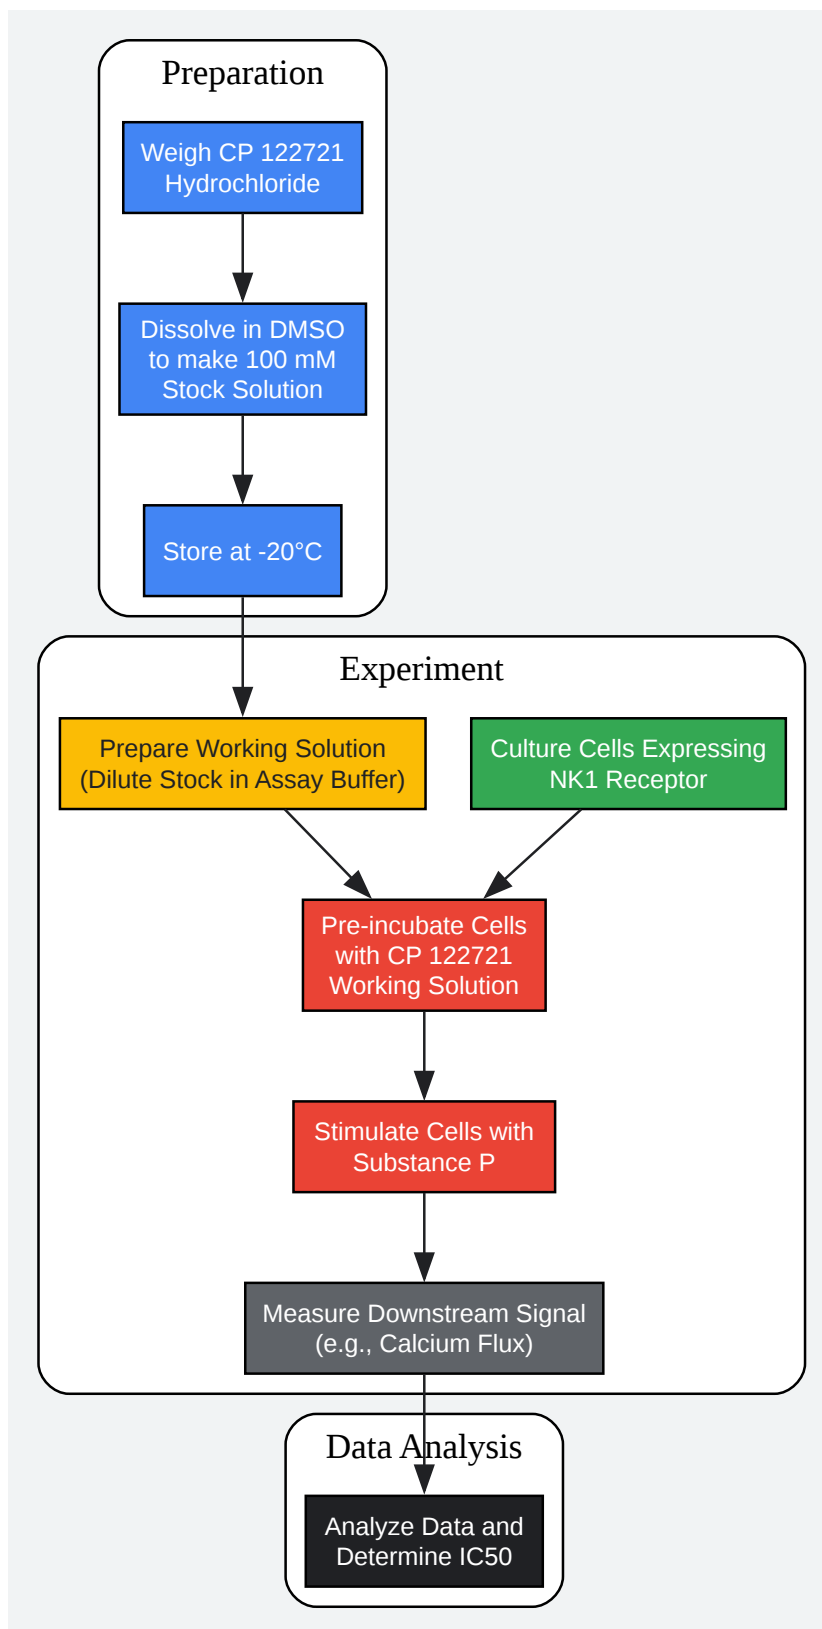 Preparation
Weigh CP 122721
Hydrochloride
Dissolve in DMSO
to make 100 mM
Stock Solution
Store at -20°C
Experiment
Prepare Working Solution
(Dilute Stock in Assay Buffer)
Culture Cells Expressing
NK1 Receptor
Pre-incubate Cells
with CP 122721
Working Solution
Stimulate Cells with
Substance P
Measure Downstream Signal
(e.g., Calcium Flux)
Data Analysis
Analyze Data and
Determine IC50